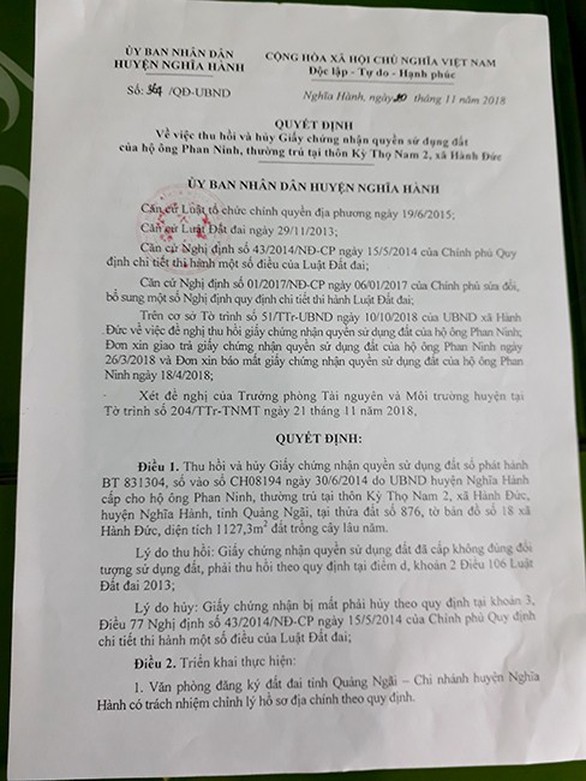 ỦY BAN NHÂN DÂN
HUYỆN NGHĨA HÀNH
CỘNG HÒA XÃ HỘI CHỦ NGHĨA VIỆT NAM
Độc lập - Tự do - Hạnh phúc
Số: /QĐ-UBND
Nghĩa Hành, ngày tháng 11 năm 2018
QUYẾT ĐỊNH
Về việc thu hồi và hủy Giấy chứng nhận quyền sử dụng đất
của hộ ông Phan Ninh, thường trú tại thôn Kỳ Thọ Nam 2, xã Hành Đức
ỦY BAN NHÂN DÂN HUYỆN NGHĨA HÀNH
Căn cứ Luật tổ chức chính quyền địa phương ngày 19/6/2015;
Căn cứ Luật Đất đai ngày 29/11/2013;
Căn cứ Nghị định số 43/2014/NĐ-CP ngày 15/5/2014 của Chính phủ Quy
định chi tiết thi hành một số điều của Luật Đất đai;
Căn cứ Nghị định số 01/2017/NĐ-CP ngày 06/01/2017 của Chính phủ sửa đổi,
bổ sung một số Nghị định quy định chi tiết thi hành Luật Đất đai;
Trên cơ sở Tờ trình số 51/TTr-UBND ngày 10/10/2018 của UBND xã Hành
Đức về việc đề nghị thu hồi giấy chứng nhận quyền sử dụng đất của hộ ông Phan Ninh;
Đơn xin giao trả giấy chứng nhận quyền sử dụng đất của hộ ông Phan Ninh ngày
26/3/2018 và Đơn xin báo mất giấy chứng nhận quyền sử dụng đất của hộ ông Phan
Ninh ngày 18/4/2018;
Xét đề nghị của Trưởng phòng Tài nguyên và Môi trường huyện tại
Tờ trình số 204/TTr-TNMT ngày 21 tháng 11 năm 2018,
QUYẾT ĐỊNH:
Điều 1. Thu hồi và hủy Giấy chứng nhận quyền sử dụng đất số phát hành
BT 831304, số vào sổ CH08194 ngày 30/6/2014 do UBND huyện Nghĩa Hành
cấp cho hộ ông Phan Ninh, thường trú tại thôn Kỳ Thọ Nam 2, xã Hành Đức,
huyện Nghĩa Hành, tỉnh Quảng Ngãi, tại thửa đất số 876, tờ bản đồ số 18 xã
Hành Đức, diện tích 1127,3m² đất trồng cây lâu năm.
Lý do thu hồi: Giấy chứng nhận quyền sử dụng đất đã cấp không đúng đối
tượng sử dụng đất, phải thu hồi theo quy định tại điểm d, khoản 2 Điều 106 Luật
Đất đai 2013;
Lý do hủy: Giấy chứng nhận bị mất phải hủy theo quy định tại khoản 3,
Điều 77 Nghị định số 43/2014/NĐ-CP ngày 15/5/2014 của Chính phủ Quy định
chi tiết thi hành một số điều của Luật Đất đai;
Điều 2. Triển khai thực hiện:
1. Văn phòng đăng ký đất đai tỉnh Quảng Ngãi – Chi nhánh huyện Nghĩa
Hành có trách nhiệm chỉnh lý hồ sơ địa chính theo quy định.